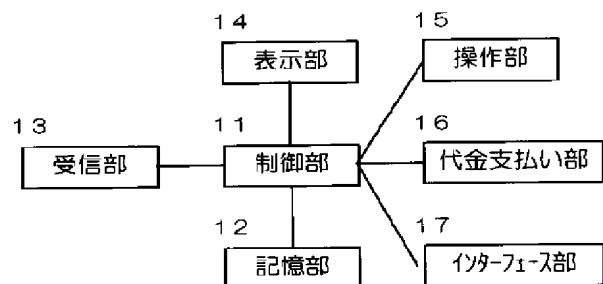 14
表示部
15
操作部
13
受信部
11
制御部
16
代金支払い部
12
記憶部
17
インターフェース部